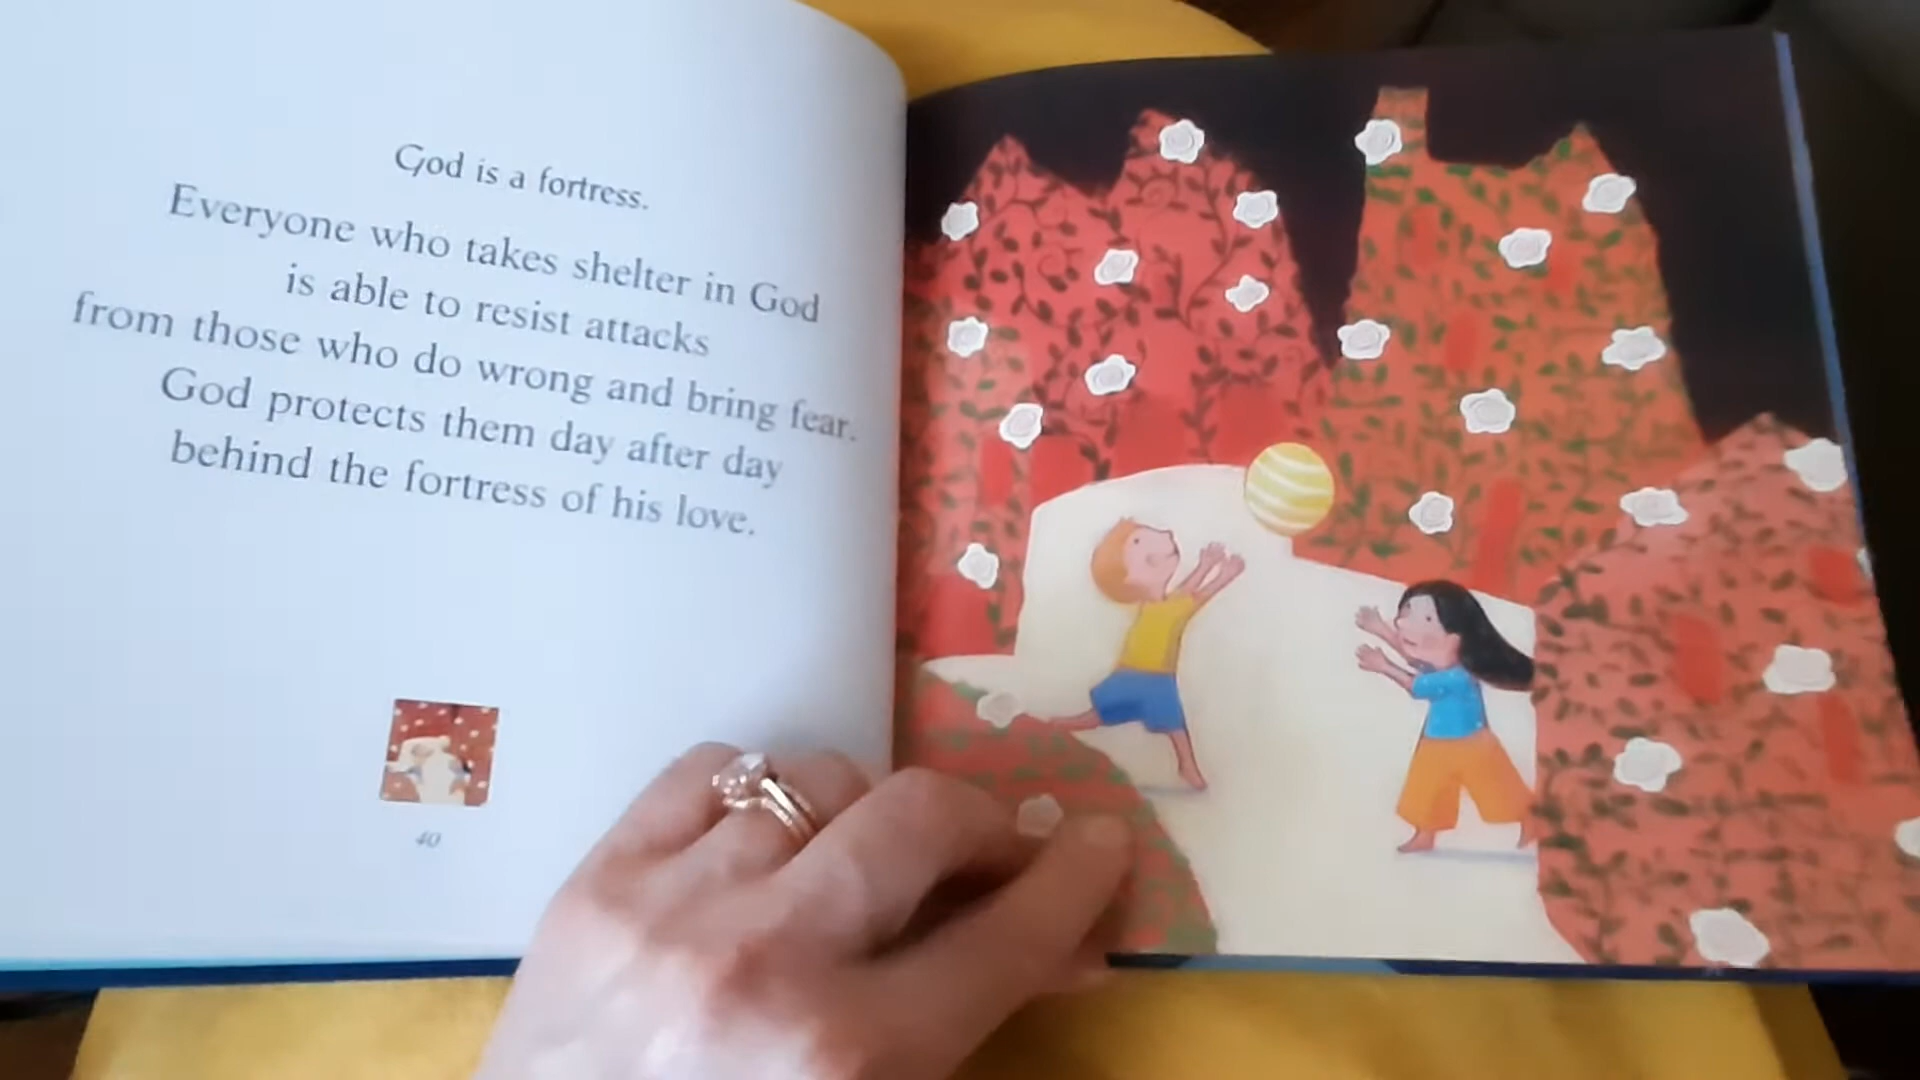 God is a fortress.
Everyone who takes shelter in God
is able to resist attacks
from those who do wrong and bring fear.
God protects them day after day
behind the fortress of his love.
40